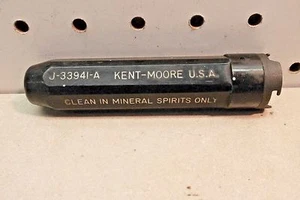 J-33941-A KENT-MOORE U.S.A.
CLEAN IN MINERAL SPIRITS ONLY